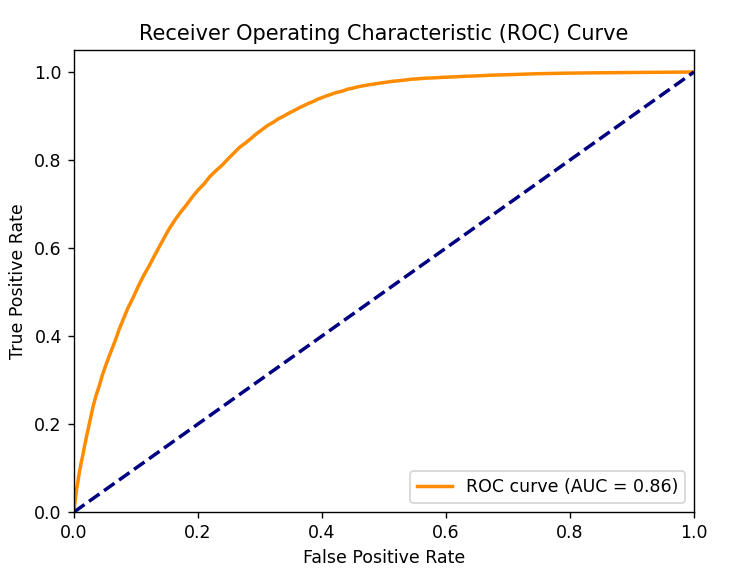 Receiver Operating Characteristic (ROC) Curve
True Positive Rate
1.0
0.8
0.6
0.4
0.2
0.0
ROC curve (AUC = 0.86)
0.0 0.2 0.4 0.6 0.8 1.0
False Positive Rate